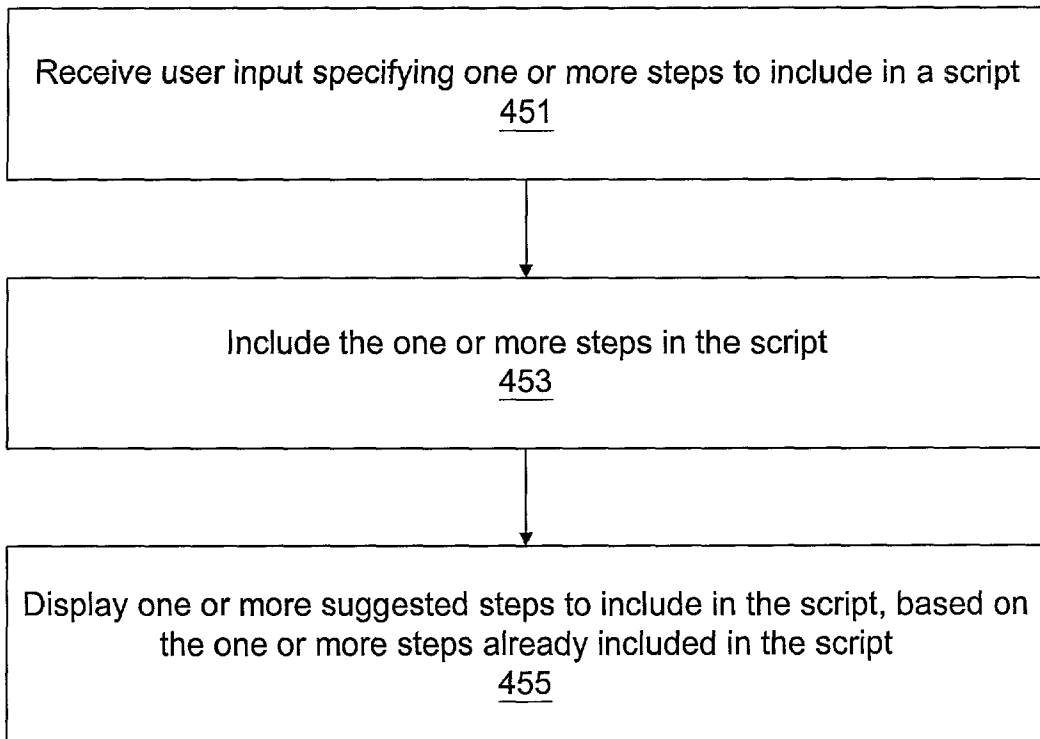 Receive user input specifying one or more steps to include in a script
451
Include the one or more steps in the script
453
Display one or more suggested steps to include in the script, based on
the one or more steps already included in the script
455